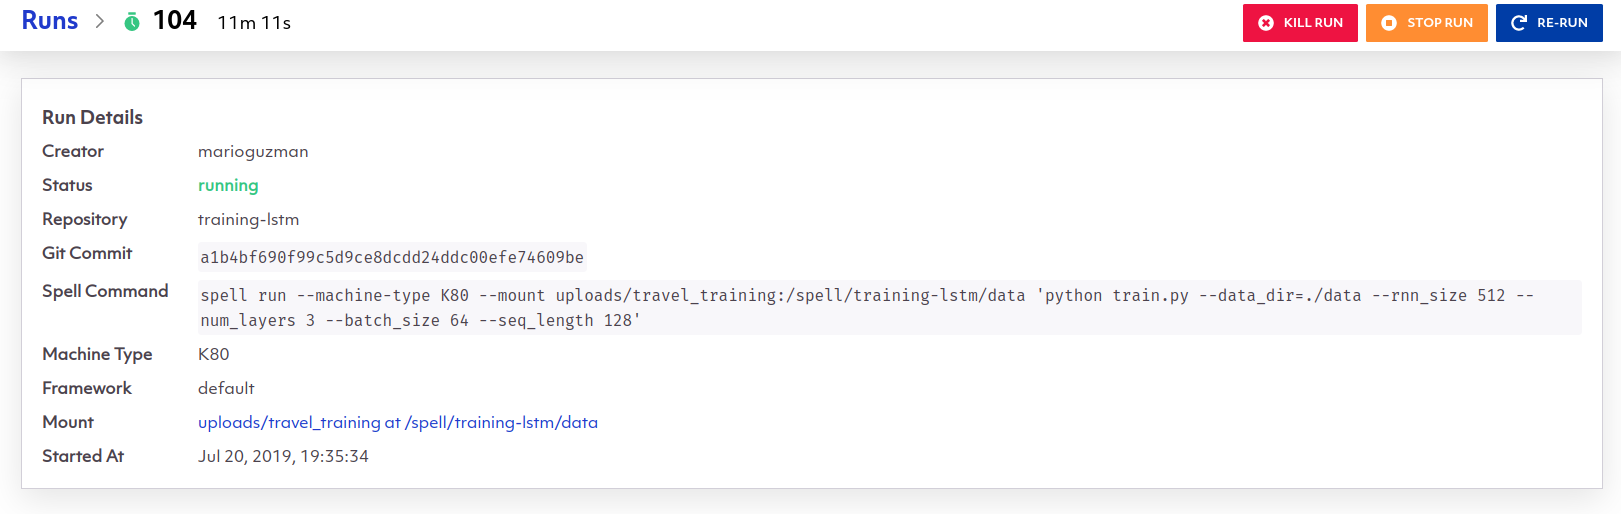 Runs > 104 11m 11s KILL RUN STOP RUN RE-RUN
Run Details
Creator marioguzman
Status running
Repository training-lstm
Git Commit a1b4bf690f99c5d9ce8dcdd24ddc00efe74609be
Spell Command spell run --machine-type K80 --mount uploads/travel_training:/spell/training-lstm/data 'python train.py --data_dir=./data --rnn_size 512 --
num_layers 3 --batch_size 64 --seq_length 128'
Machine Type K80
Framework default
Mount uploads/travel_training at /spell/training-lstm/data
Started At Jul 20, 2019, 19:35:34